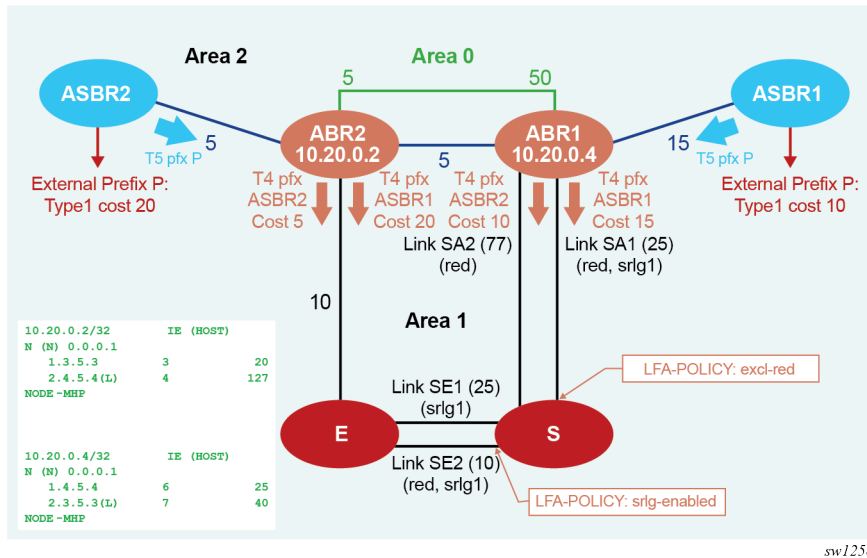 Area 2
Area 0
5
50
ASBR2
ASBR1
ABR2
10.20.0.2
ABR1
10.20.0.4
5
T5 pfx P
5
15
T5 pfx P
External Prefix P:
Type1 cost 20
External Prefix P:
Type1 cost 10
T4 pfx
ASBR2
Cost 5
T4 pfx
ASBR1
Cost 20
T4 pfx
ASBR2
Cost 10
T4 pfx
ASBR1
Cost 15
Link SA2 (77)
(red)
Link SA1 (25)
(red, srlg1)
10
Area 1
10.20.0.2/32 IE (HOST)
N (N) 0.0.0.1
1.3.5.3 3 20
2.4.5.4(L) 4 127
NODE-MHP
10.20.0.4/32 IE (HOST)
N (N) 0.0.0.1
1.4.5.4 6 25
2.3.5.3(L) 7 40
NODE-MHP
LFA-POLICY: excl-red
Link SE1 (25)
(srlg1)
E
S
Link SE2 (10)
(red, srlg1)
LFA-POLICY: srlg-enabled